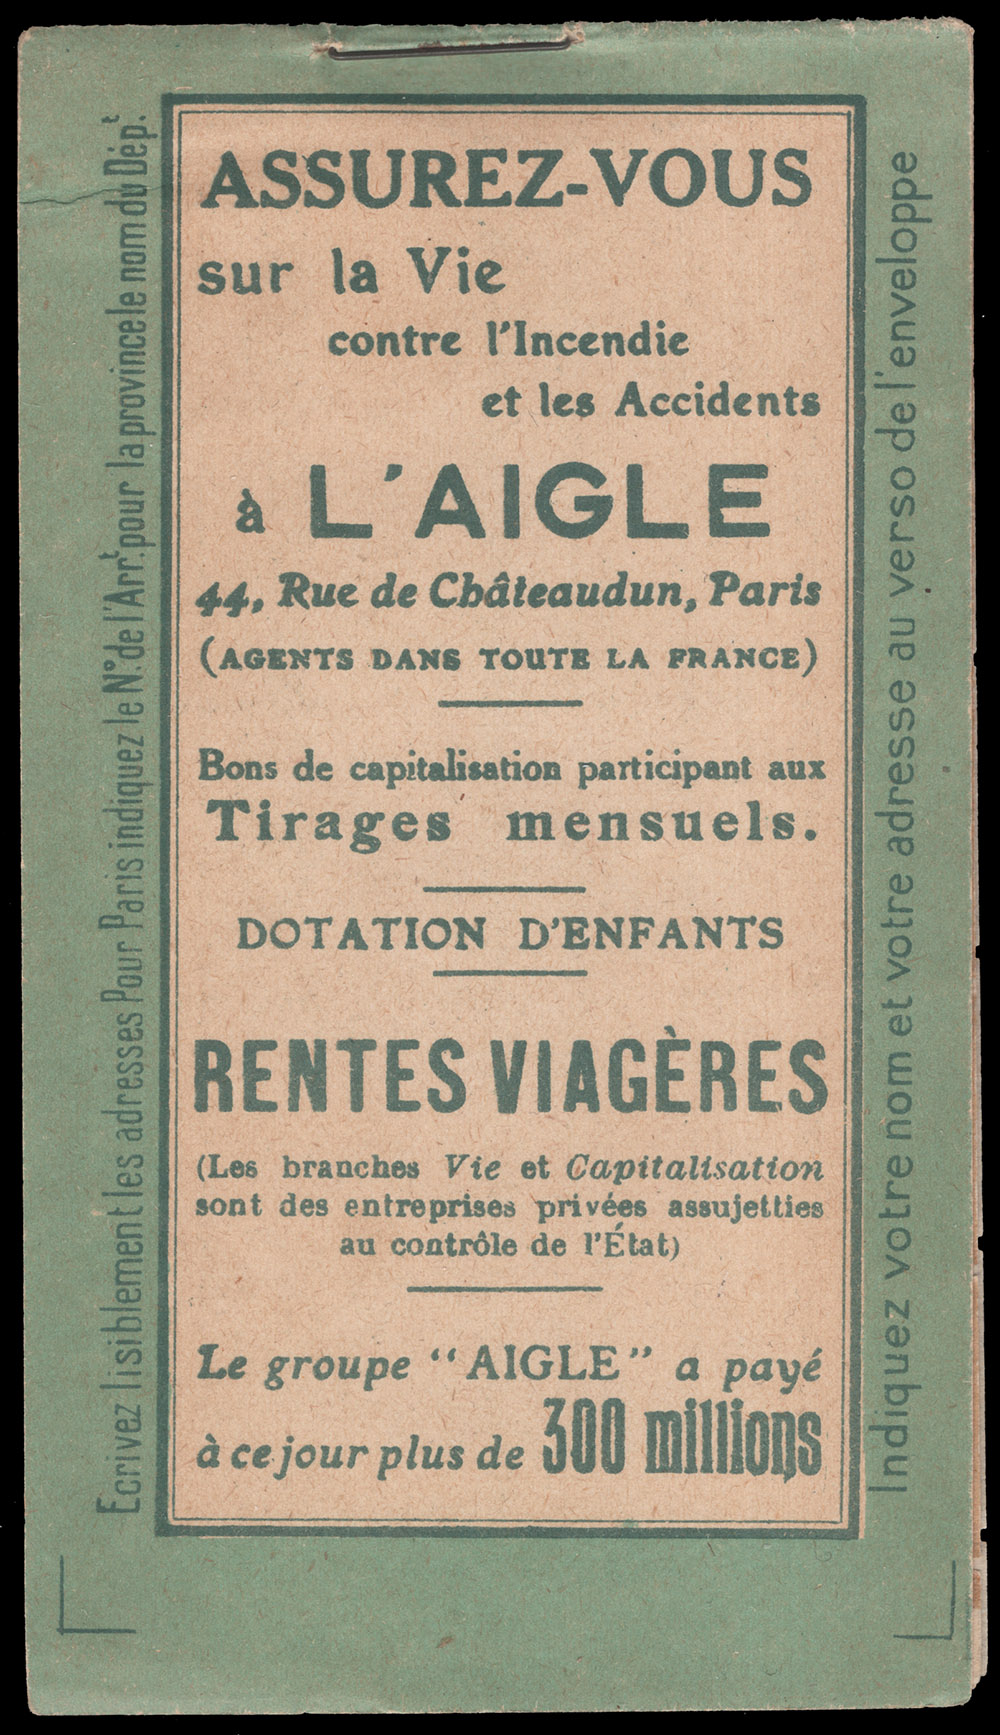 ASSUREZ-VOUS
sur la Vie
contre l'Incendie
et les Accidents
à L'AIGLE
44, Rue de Châteaudun, Paris
(AGENTS DANS TOUTE LA FRANCE)
Bons de capitalisation participant aux
Tirages mensuels.
DOTATION D'ENFANTS
RENTES VIAGÈRES
(Les branches Vie et Capitalisation
sont des entreprises privées assujetties
au contrôle de l'État)
Le groupe "AIGLE" a payé
à ce jour plus de 300 millions
Ecrivez lisiblement les adresses Pour Paris indiquez le N° de l'Arr.t pour la province le nom du Dép.t
Indiquez votre nom et votre adresse au verso de l'enveloppe